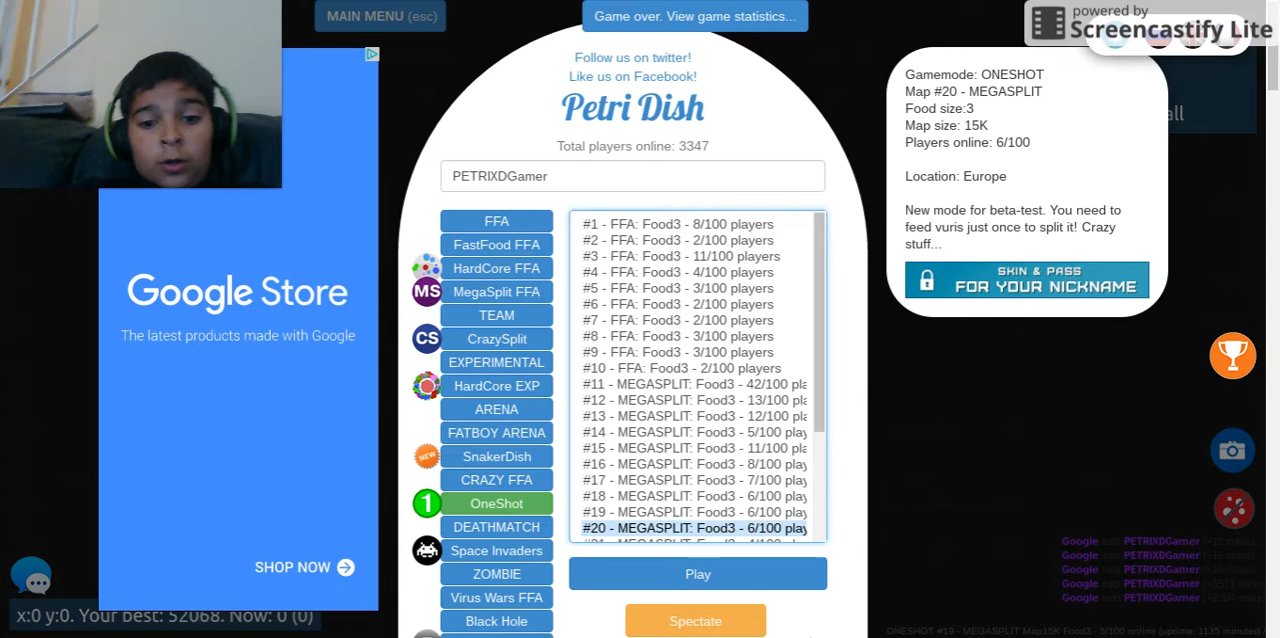 MAIN MENU (esc)
Game over. View game statistics...
powered by
Screencastify Lite
Follow us on twitter!
Like us on Facebook!
Petri Dish
Total players online: 3347
PETRIXDGamer
Google Store
The latest products made with Google
SHOP NOW
x:0 y:0. Your best: 52068. Now: 0 (0)
FFA
FastFood FFA
HardCore FFA
MS
MegaSplit FFA
TEAM
CS
CrazySplit
EXPERIMENTAL
HardCore EXP
ARENA
FATBOY ARENA
NEW
SnakerDish
CRAZY FFA
1
OneShot
DEATHMATCH
Space Invaders
ZOMBIE
Virus Wars FFA
Black Hole
#1 - FFA: Food3 - 8/100 players
#2 - FFA: Food3 - 2/100 players
#3 - FFA: Food3 - 11/100 players
#4 - FFA: Food3 - 4/100 players
#5 - FFA: Food3 - 3/100 players
#6 - FFA: Food3 - 2/100 players
#7 - FFA: Food3 - 2/100 players
#8 - FFA: Food3 - 3/100 players
#9 - FFA: Food3 - 3/100 players
#10 - FFA: Food3 - 2/100 players
#11 - MEGASPLIT: Food3 - 42/100 pla
#12 - MEGASPLIT: Food3 - 13/100 pla
#13 - MEGASPLIT: Food3 - 12/100 pla
#14 - MEGASPLIT: Food3 - 5/100 play
#15 - MEGASPLIT: Food3 - 11/100 pla
#16 - MEGASPLIT: Food3 - 8/100 play
#17 - MEGASPLIT: Food3 - 7/100 play
#18 - MEGASPLIT: Food3 - 6/100 play
#19 - MEGASPLIT: Food3 - 6/100 play
#20 - MEGASPLIT: Food3 - 6/100 play
Play
Spectate
Gamemode: ONESHOT
Map #20 - MEGASPLIT
Food size:3
Map size: 15K
Players online: 6/100
Location: Europe
New mode for beta-test. You need to
feed vuris just once to split it! Crazy
stuff...
SKIN & PASS
FOR YOUR NICKNAME
all
Google PETRIXDGamer
Google PETRIXDGamer
Google PETRIXDGamer
Google PETRIXDGamer
Google PETRIXDGamer
ONESHOT #19 - MEGASPLIT Map15K Food3 - 5/100 online (uptime: 1135 minutes)